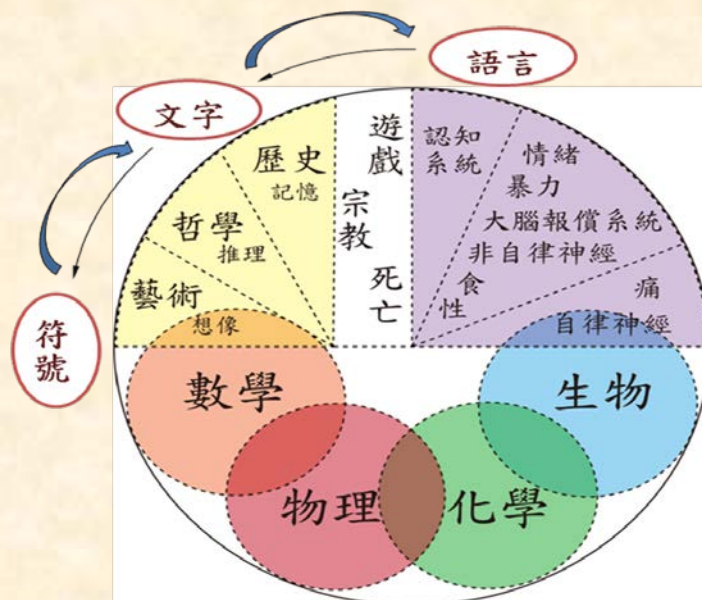 語言
文字
符號
歷史
記憶
哲學
推理
藝術
想像
遊戲
宗教
死亡
認知
系統
情緒
暴力
大腦報償系統
非自律神經
食
性
痛
自律神經
數學
物理
化學
生物